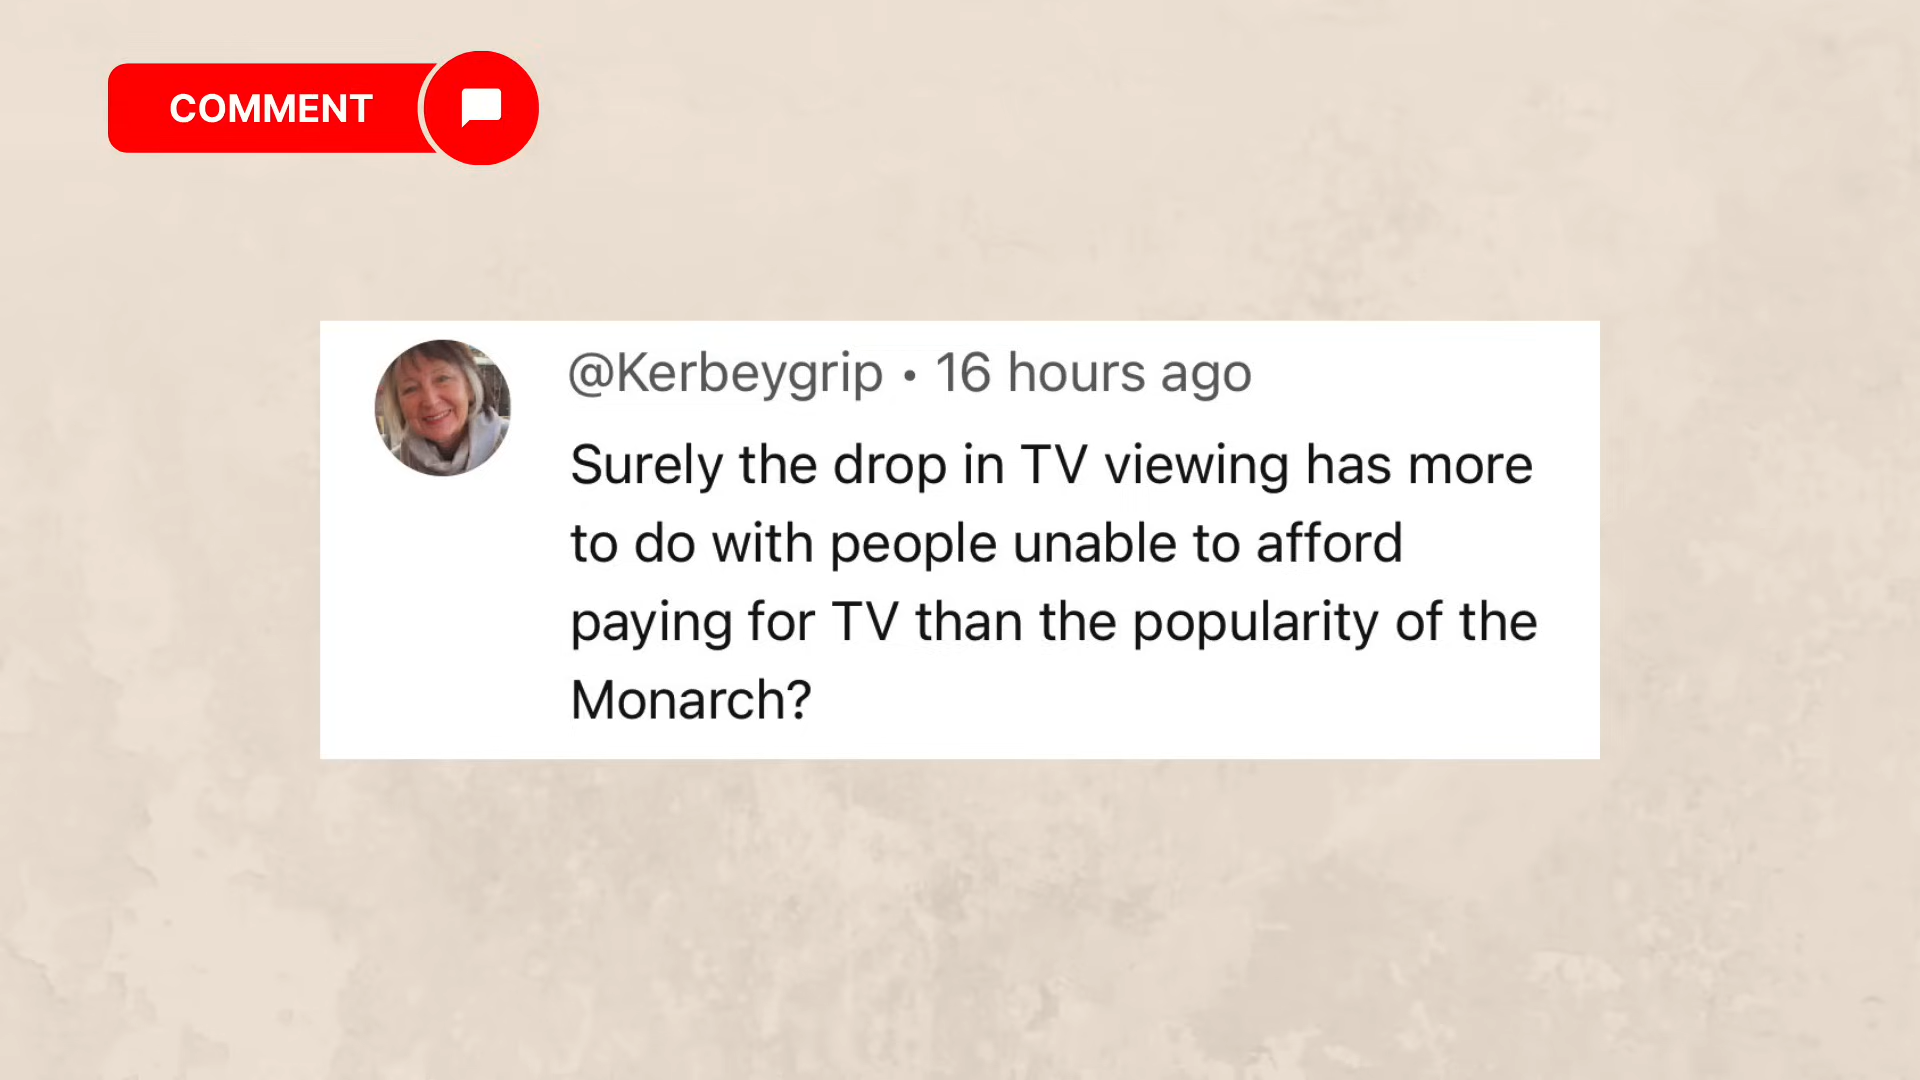 COMMENT
@Kerbeygrip • 16 hours ago
Surely the drop in TV viewing has more
to do with people unable to afford
paying for TV than the popularity of the
Monarch?